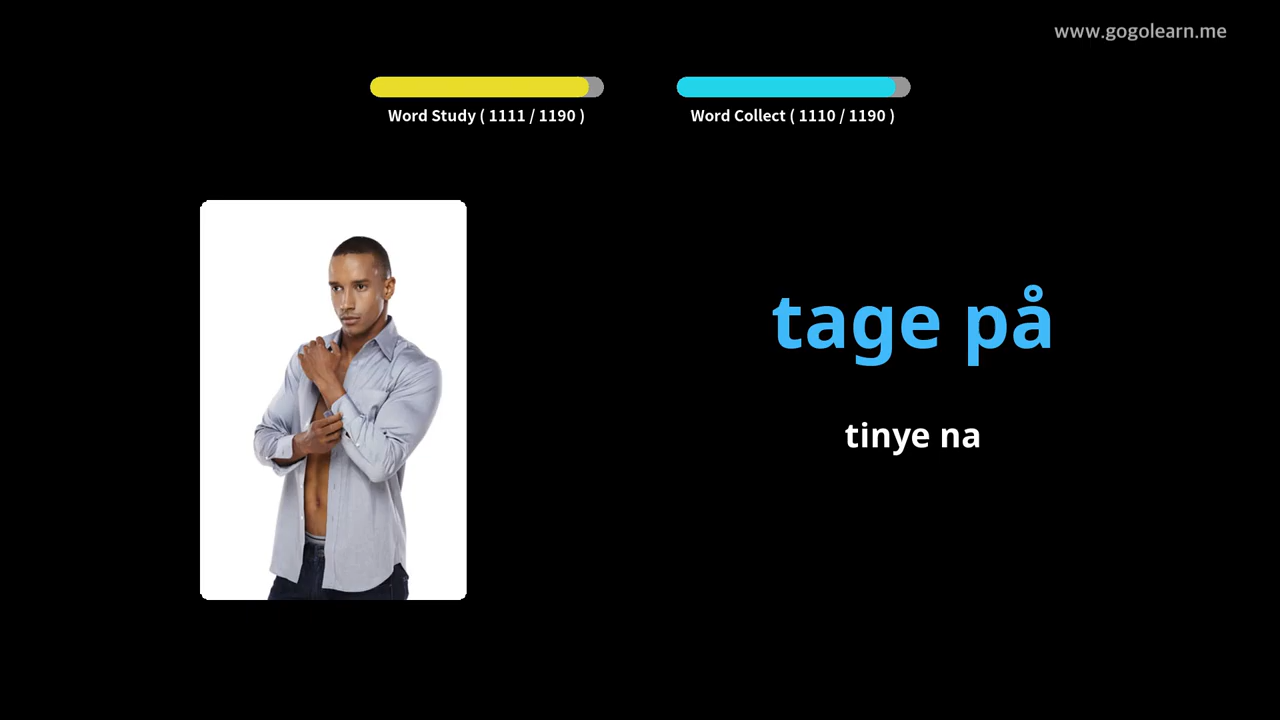 www.gogolearn.me
Word Study ( 1111 / 1190 )
Word Collect ( 1110 / 1190 )
tage på
tinye na